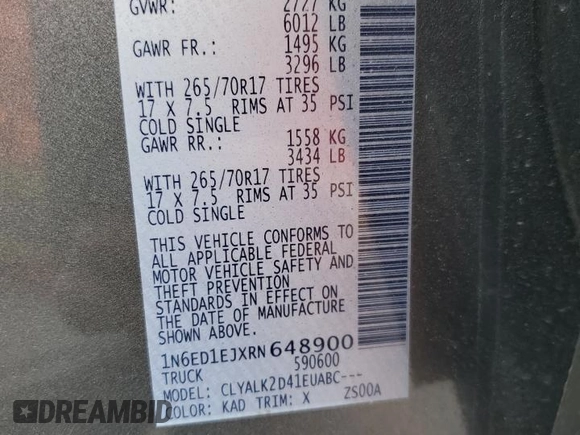 GVWR: 2727 KG
6012 LB
GAWR FR.: 1495 KG
3296 LB
WITH 265/70R17 TIRES
17 X 7.5 RIMS AT 35 PSI
COLD SINGLE
GAWR RR.: 1558 KG
3434 LB
WITH 265/70R17 TIRES
17 X 7.5 RIMS AT 35 PSI
COLD SINGLE
THIS VEHICLE CONFORMS TO
ALL APPLICABLE FEDERAL
MOTOR VEHICLE SAFETY AND
THEFT PREVENTION
STANDARDS IN EFFECT ON
THE DATE OF MANUFACTURE
SHOWN ABOVE.
1N6ED1EJXRN648900
TRUCK 590600
MODEL: CLYALK2D41EUABC---
COLOR: KAD TRIM: X ZS00A
DREAMBID